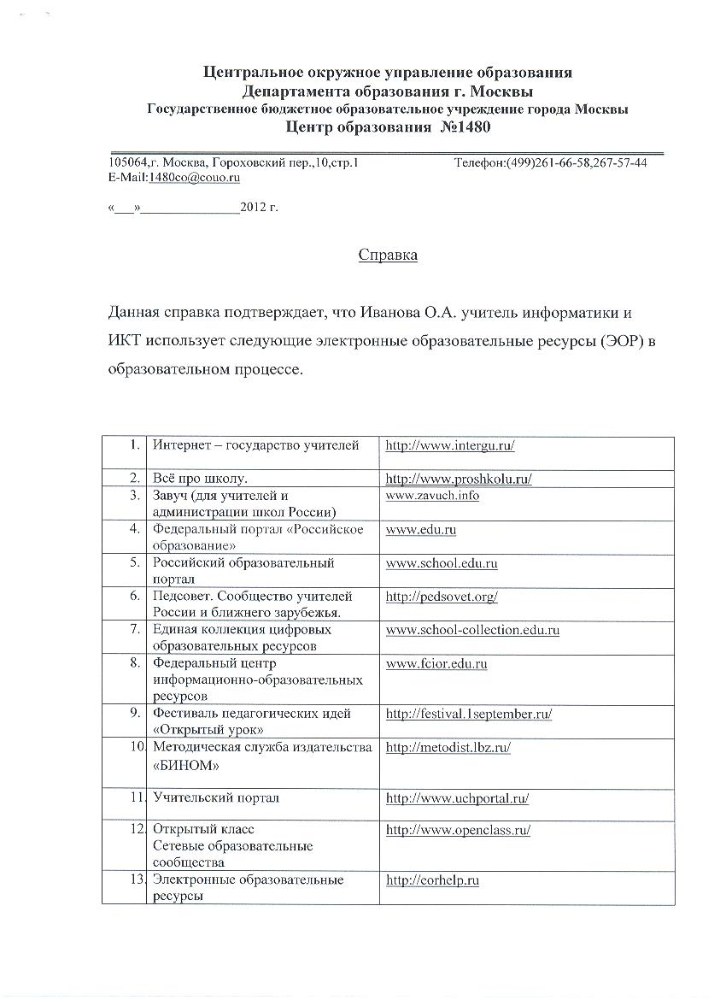 Центральное окружное управление образования
Департамента образования г. Москвы
Государственное бюджетное образовательное учреждение города Москвы
Центр образования №1480
105064,г. Москва, Гороховский пер.,10,стр.1 Телефон:(499)261-66-58,267-57-44
E-Mail:1480co@couo.ru
«___»________________2012 г.
Справка
Данная справка подтверждает, что Иванова О.А. учитель информатики и
ИКТ использует следующие электронные образовательные ресурсы (ЭОР) в
образовательном процессе.
1. Интернет – государство учителей http://www.intergu.ru/
2. Всё про школу. http://www.proshkolu.ru/
3. Завуч (для учителей и www.zavuch.info
администрации школ России)
4. Федеральный портал «Российское www.edu.ru
образование»
5. Российский образовательный www.school.edu.ru
портал
6. Педсовет. Сообщество учителей http://pedsovet.org/
России и ближнего зарубежья.
7. Единая коллекция цифровых www.school-collection.edu.ru
образовательных ресурсов
8. Федеральный центр www.fcior.edu.ru
информационно-образовательных
ресурсов
9. Фестиваль педагогических идей http://festival.1september.ru/
«Открытый урок»
10. Методическая служба издательства http://metodist.lbz.ru/
«БИНОМ»
11. Учительский портал http://www.uchportal.ru/
12. Открытый класс http://www.openclass.ru/
Сетевые образовательные
сообщества
13. Электронные образовательные http://eorhelp.ru
ресурсы